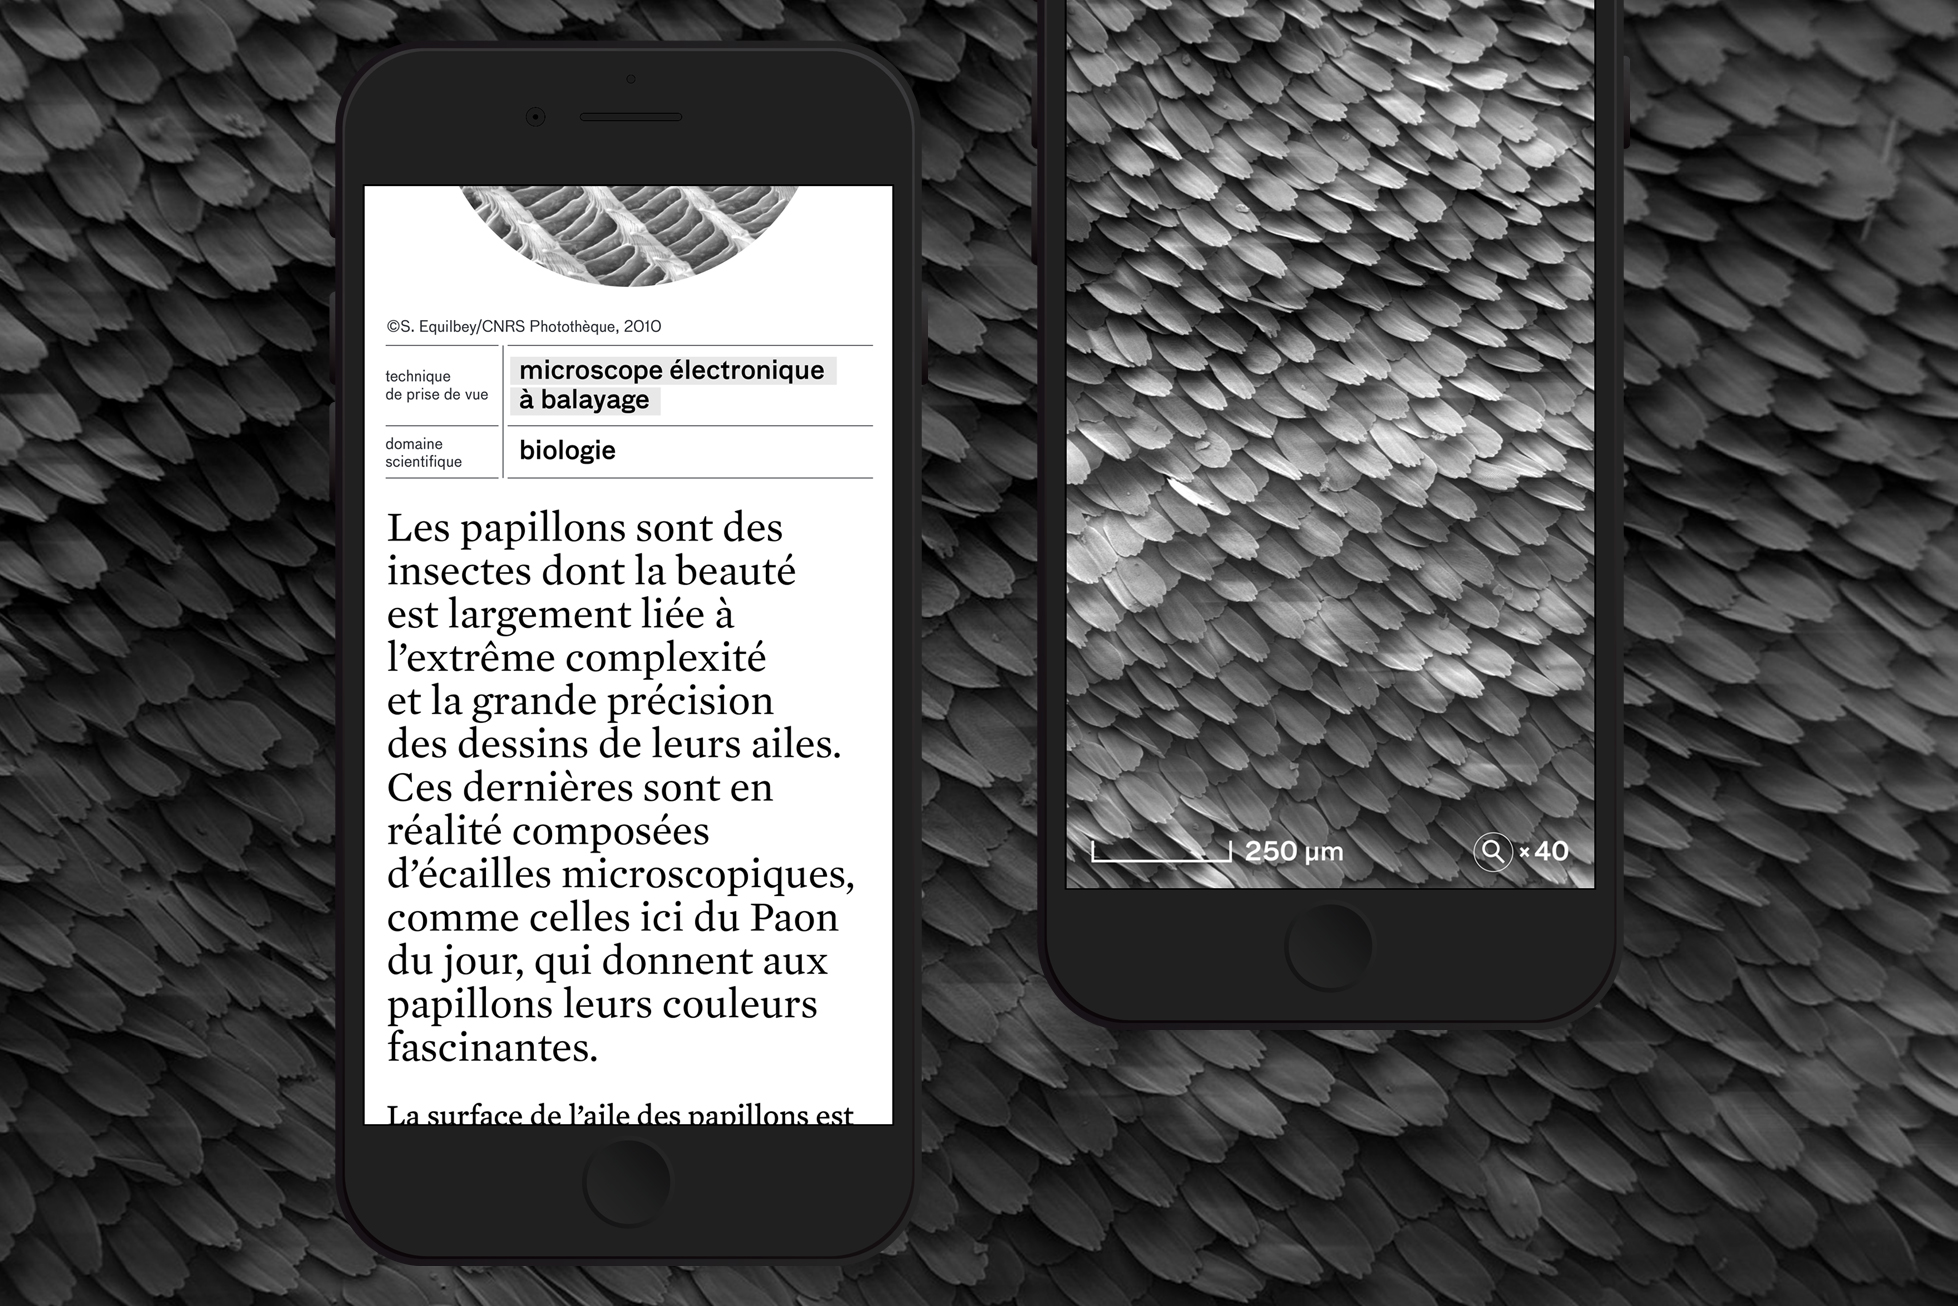 ©S. Equilbey/CNRS Photothèque, 2010
technique
de prise de vue
microscope électronique
à balayage
domaine
scientifique
biologie
Les papillons sont des
insectes dont la beauté
est largement liée à
l’extrême complexité
et la grande précision
des dessins de leurs ailes.
Ces dernières sont en
réalité composées
d’écailles microscopiques,
comme celles ici du Paon
du jour, qui donnent aux
papillons leurs couleurs
fascinantes.
La surface de l’aile des papillons est
250 µm
×40